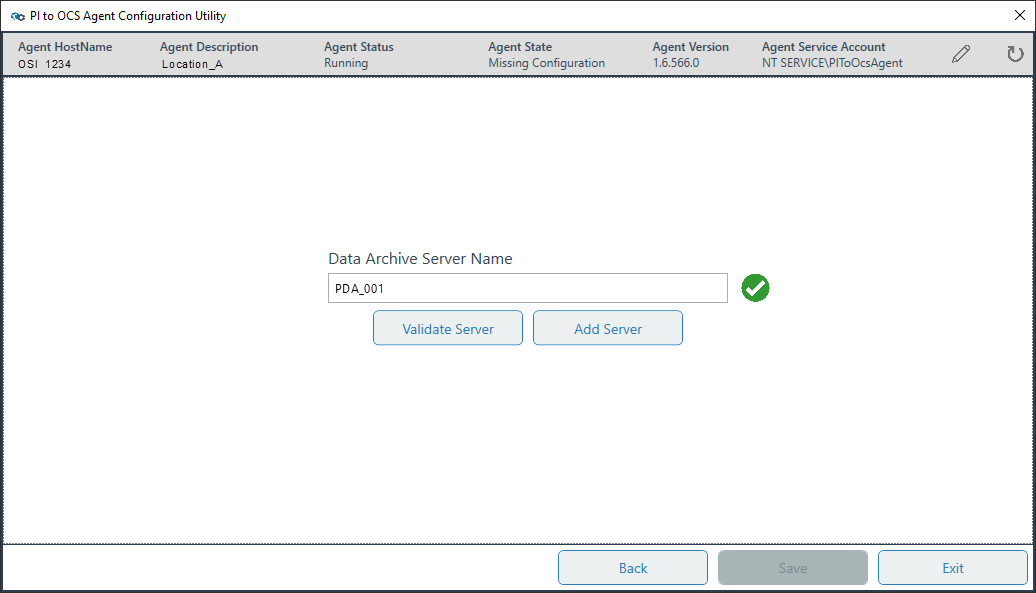 PI to OCS Agent Configuration Utility
Agent HostName Agent Description Agent Status Agent State Agent Version Agent Service Account
OSI 1234 Location_A Running Missing Configuration 1.6.566.0 NT SERVICE\PIToOcsAgent
Data Archive Server Name
PDA_001
Validate Server Add Server
Back Save Exit